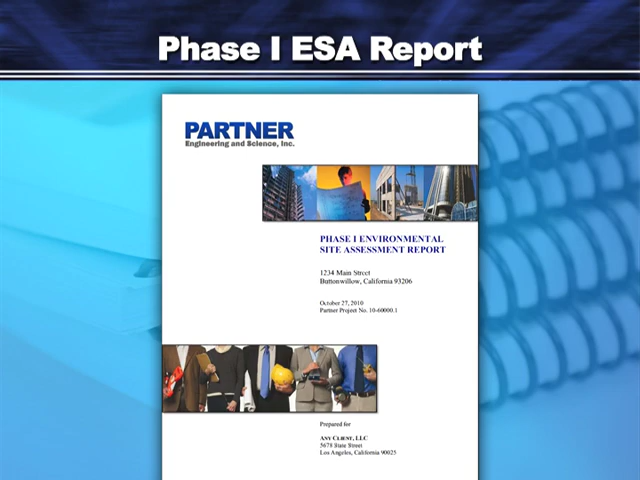 Phase I ESA Report
PARTNER
Engineering and Science, Inc.
PHASE I ENVIRONMENTAL
SITE ASSESSMENT REPORT
1234 Main Street
Buttonwillow, California 93206
October 27, 2010
Partner Project No. 10-60000.1
Prepared for
ANY CLIENT, LLC
5678 State Street
Los Angeles, California 90025